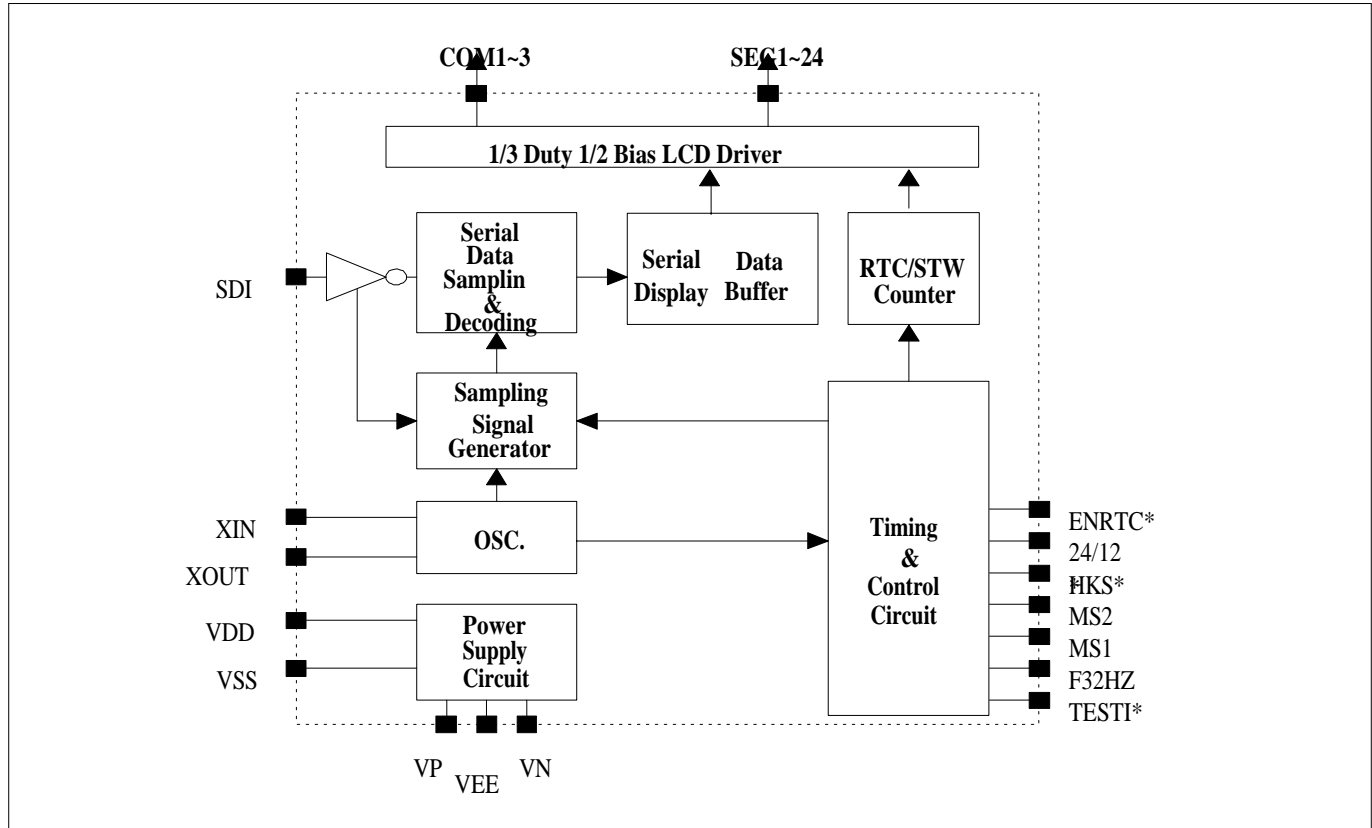 COM1~3
SEG1~24
1/3 Duty 1/2 Bias LCD Driver
Serial
Data
Samplin
&
Decoding
Serial Data
Display Buffer
RTC/STW
Counter
SDI
Sampling
Signal
Generator
XIN
XOUT
OSC.
Timing
&
Control
Circuit
ENRTC*
24/12
*
HKS*
MS2
MS1
F32HZ
TESTI*
VDD
VSS
Power
Supply
Circuit
VP
VEE
VN